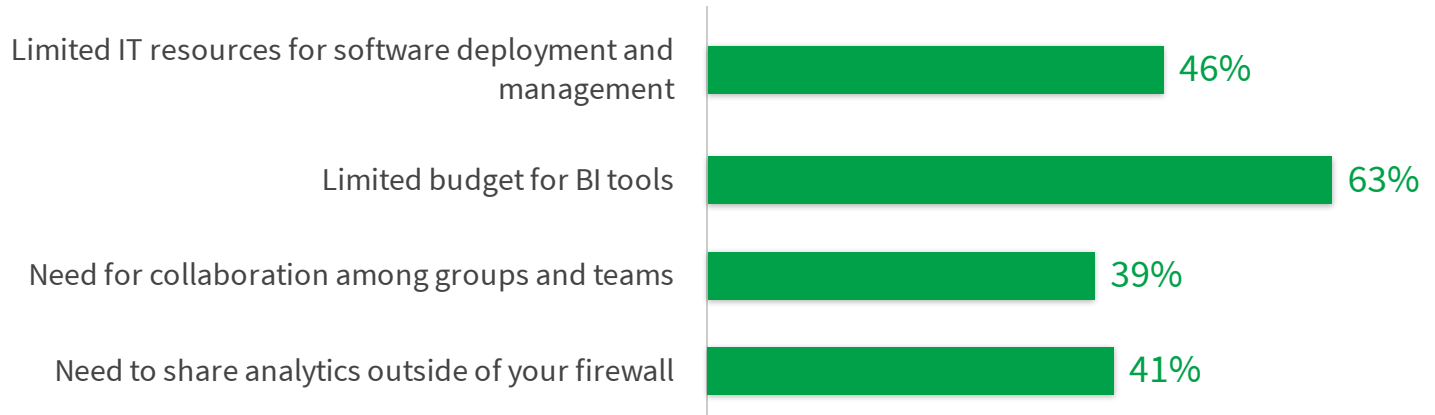 Limited IT resources for software deployment and
management
46%
Limited budget for BI tools
63%
Need for collaboration among groups and teams
39%
Need to share analytics outside of your firewall
41%